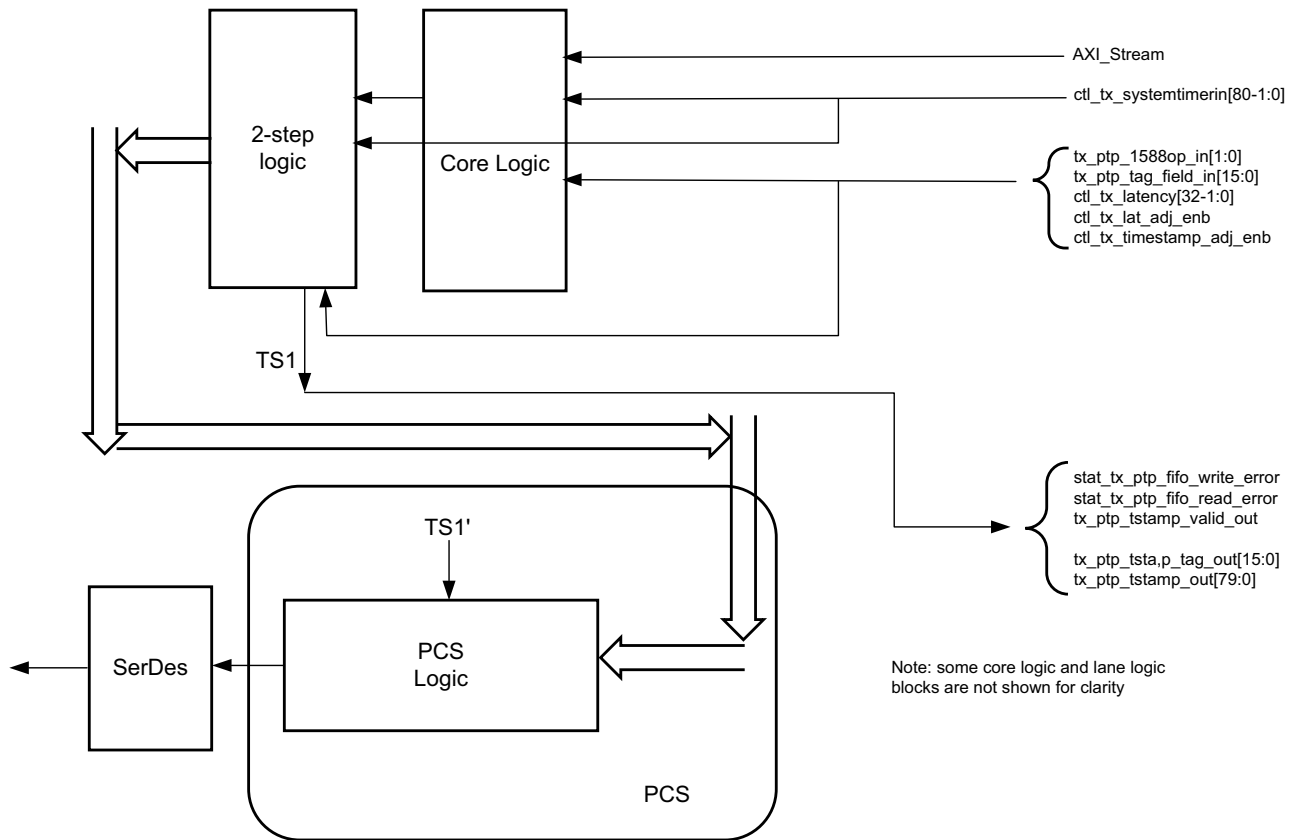 AXI_Stream
ctl_tx_systemtimerin[80-1:0]
2-step
logic
Core Logic
tx_ptp_1588op_in[1:0]
tx_ptp_tag_field_in[15:0]
ctl_tx_latency[32-1:0]
ctl_tx_lat_adj_enb
ctl_tx_timestamp_adj_enb
TS1
stat_tx_ptp_fifo_write_error
stat_tx_ptp_fifo_read_error
tx_ptp_tstamp_valid_out
tx_ptp_tsta,p_tag_out[15:0]
tx_ptp_tstamp_out[79:0]
TS1'
SerDes
PCS
Logic
Note: some core logic and lane logic
blocks are not shown for clarity
PCS